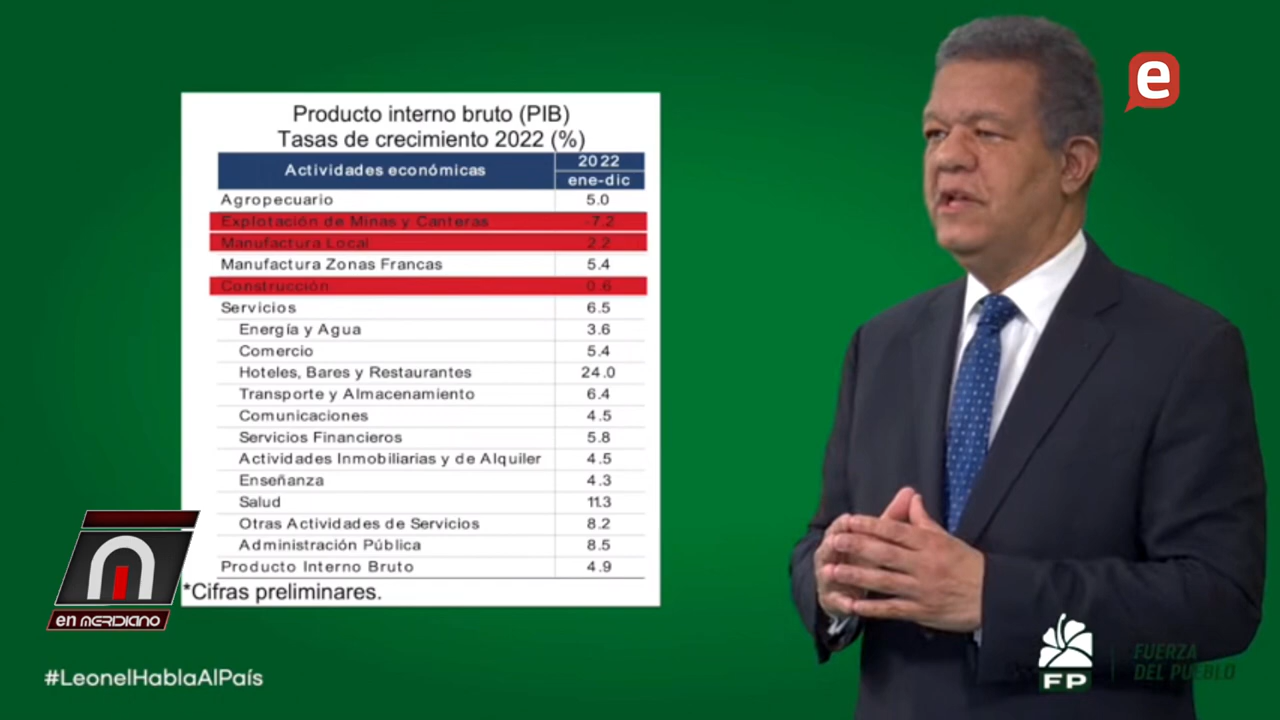 e
Producto interno bruto (PIB)
Tasas de crecimiento 2022 (%)
Actividades económicas 2022
ene-dic
Agropecuario 5.0
Explotación de Minas y Canteras -7.2
Manufactura Local 2.2
Manufactura Zonas Francas 5.4
Construcción 0.6
Servicios 6.5
Energía y Agua 3.6
Comercio 5.4
Hoteles, Bares y Restaurantes 24.0
Transporte y Almacenamiento 6.4
Comunicaciones 4.5
Servicios Financieros 5.8
Actividades Inmobiliarias y de Alquiler 4.5
Enseñanza 4.3
Salud 11.3
Otras Actividades de Servicios 8.2
Administración Pública 8.5
Producto Interno Bruto 4.9
*Cifras preliminares.
en MERIDIANO
#LeonelHablaAlPaís
FP
FUERZA
DEL PUEBLO